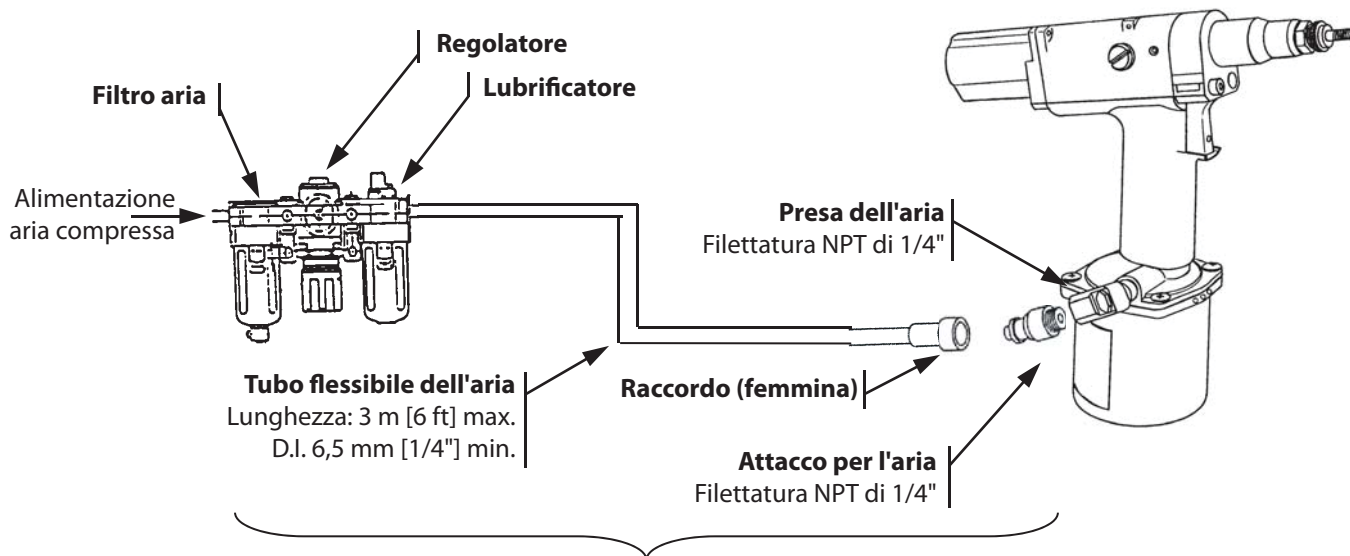 Regolatore
Filtro aria
Lubrificatore
Alimentazione
aria compressa
Presa dell'aria
Filettatura NPT di 1/4"
Tubo flessibile dell'aria
Lunghezza: 3 m [6 ft] max.
D.I. 6,5 mm [1/4"] min.
Raccordo (femmina)
Attacco per l'aria
Filettatura NPT di 1/4"